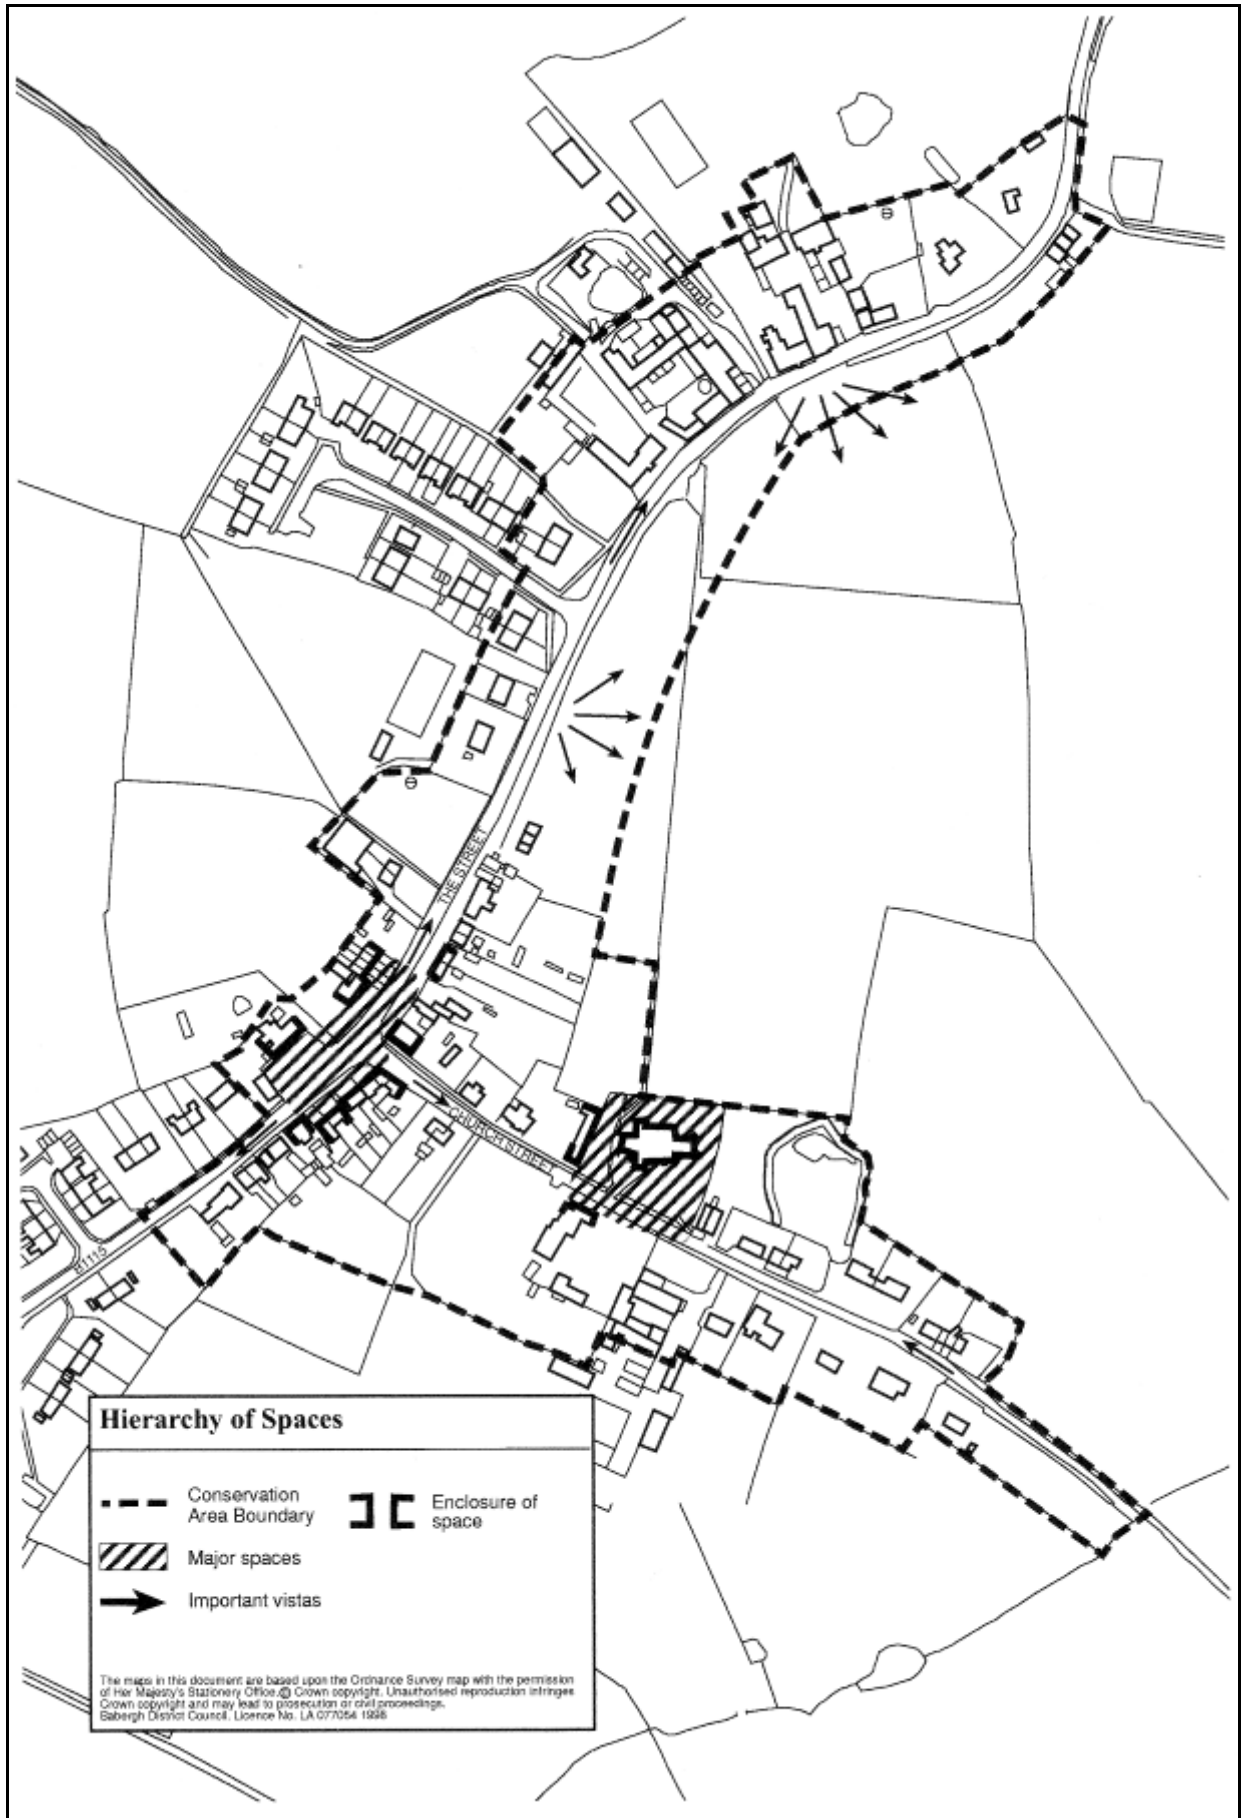 THE STREET
CHURCH STREET
B1115
Hierarchy of Spaces
Conservation
Area Boundary
Enclosure of
space
Major spaces
Important vistas
The maps in this document are based upon the Ordnance Survey map with the permission
of Her Majesty's Stationery Office.© Crown copyright. Unauthorised reproduction infringes
Crown copyright and may lead to prosecution or civil proceedings.
Babergh District Council. Licence No. LA 077054 1998